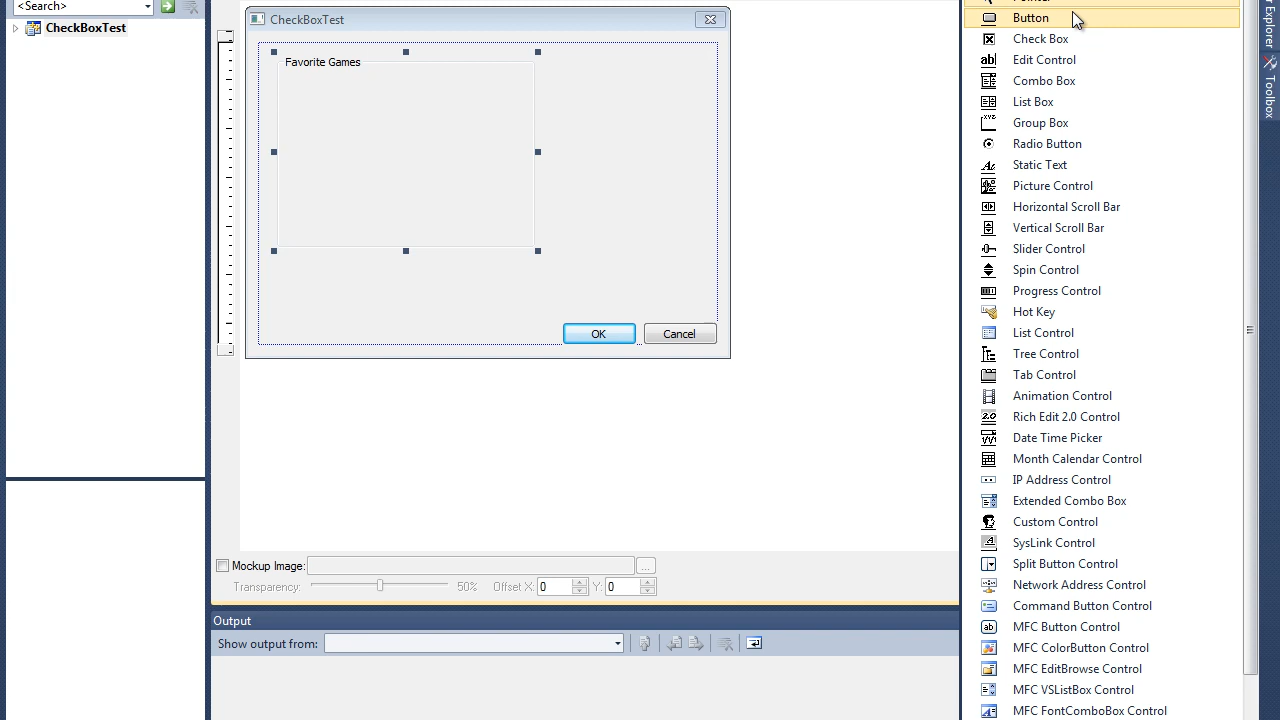 <Search>
CheckBoxTest
CheckBoxTest
Favorite Games
OK
Cancel
Mockup Image:
...
Transparency:
50%
Offset X:
0
Y:
0
Output
Show output from:
Button
Check Box
Edit Control
Combo Box
List Box
Group Box
Radio Button
Static Text
Picture Control
Horizontal Scroll Bar
Vertical Scroll Bar
Slider Control
Spin Control
Progress Control
Hot Key
List Control
Tree Control
Tab Control
Animation Control
Rich Edit 2.0 Control
Date Time Picker
Month Calendar Control
IP Address Control
Extended Combo Box
Custom Control
SysLink Control
Split Button Control
Network Address Control
Command Button Control
MFC Button Control
MFC ColorButton Control
MFC EditBrowse Control
MFC VSListBox Control
MFC FontComboBox Control
Explorer
Toolbox